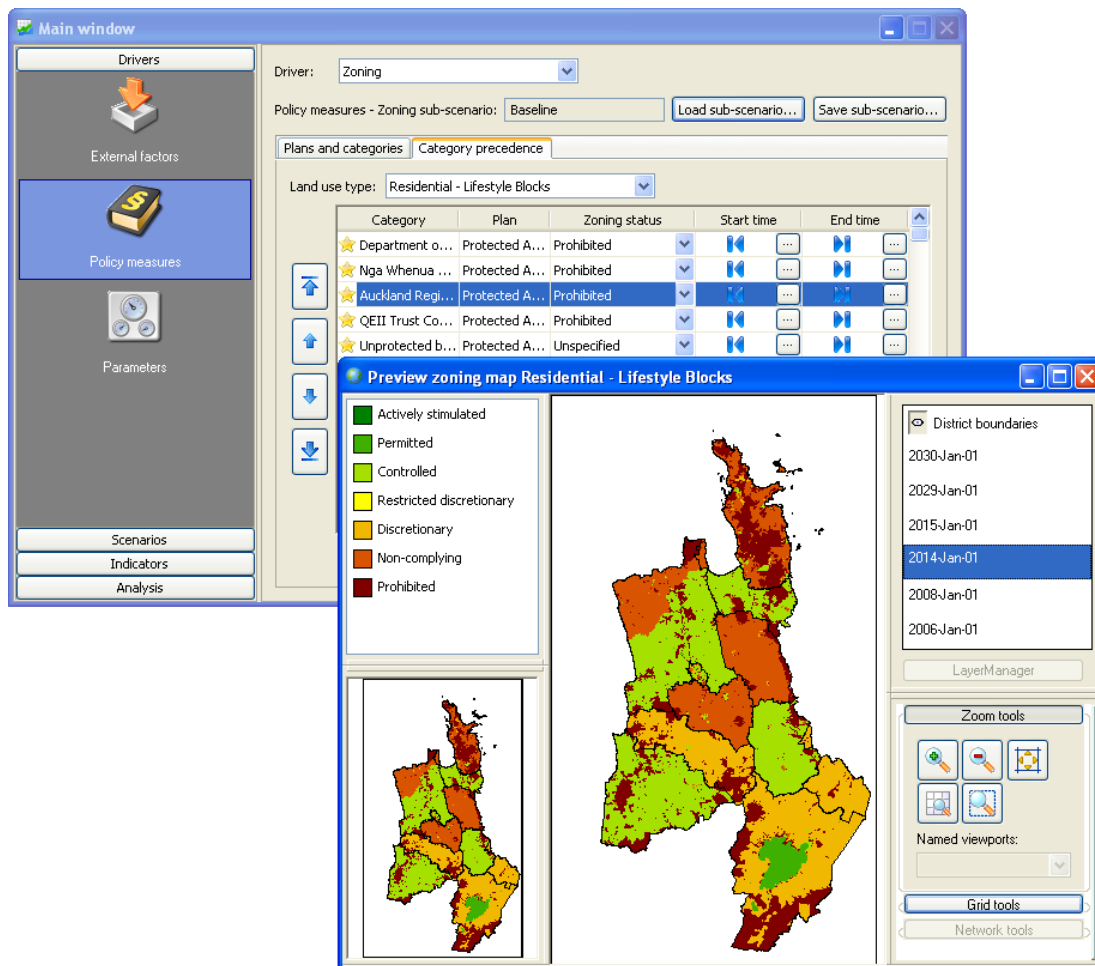 Main window
Drivers
External factors
Policy measures
Parameters
Scenarios
Indicators
Analysis
Driver: Zoning
Policy measures - Zoning sub-scenario: Baseline Load sub-scenario... Save sub-scenario...
Plans and categories Category precedence
Land use type: Residential - Lifestyle Blocks
Category Plan Zoning status Start time End time
Department o... Protected A... Prohibited ... ...
Nga Whenua ... Protected A... Prohibited ... ...
Auckland Regi... Protected A... Prohibited ... ...
QEII Trust Co... Protected A... Prohibited ... ...
Unprotected b... Protected A... Unspecified ... ...
Preview zoning map Residential - Lifestyle Blocks
Actively stimulated
Permitted
Controlled
Restricted discretionary
Discretionary
Non-complying
Prohibited
District boundaries
2030-Jan-01
2029-Jan-01
2015-Jan-01
2014-Jan-01
2008-Jan-01
2006-Jan-01
LayerManager
Zoom tools
Named viewports:
Grid tools
Network tools